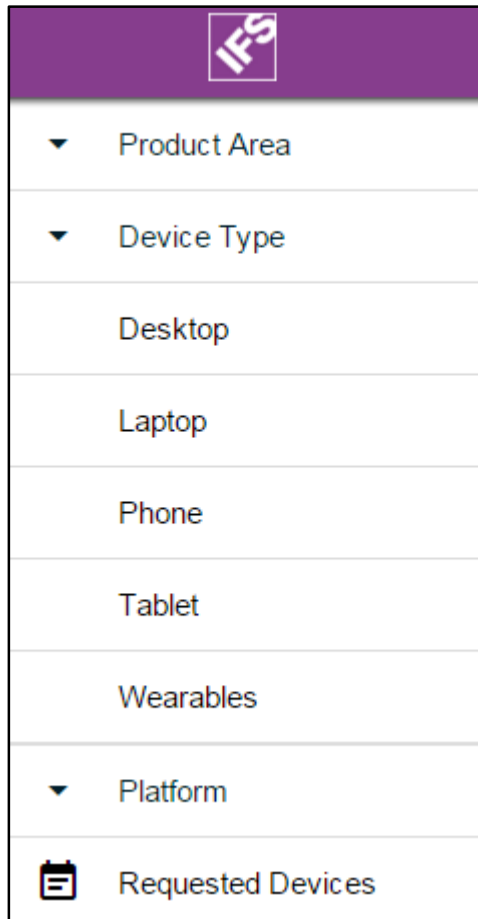 IFS
Product Area
Device Type
Desktop
Laptop
Phone
Tablet
Wearables
Platform
Requested Devices